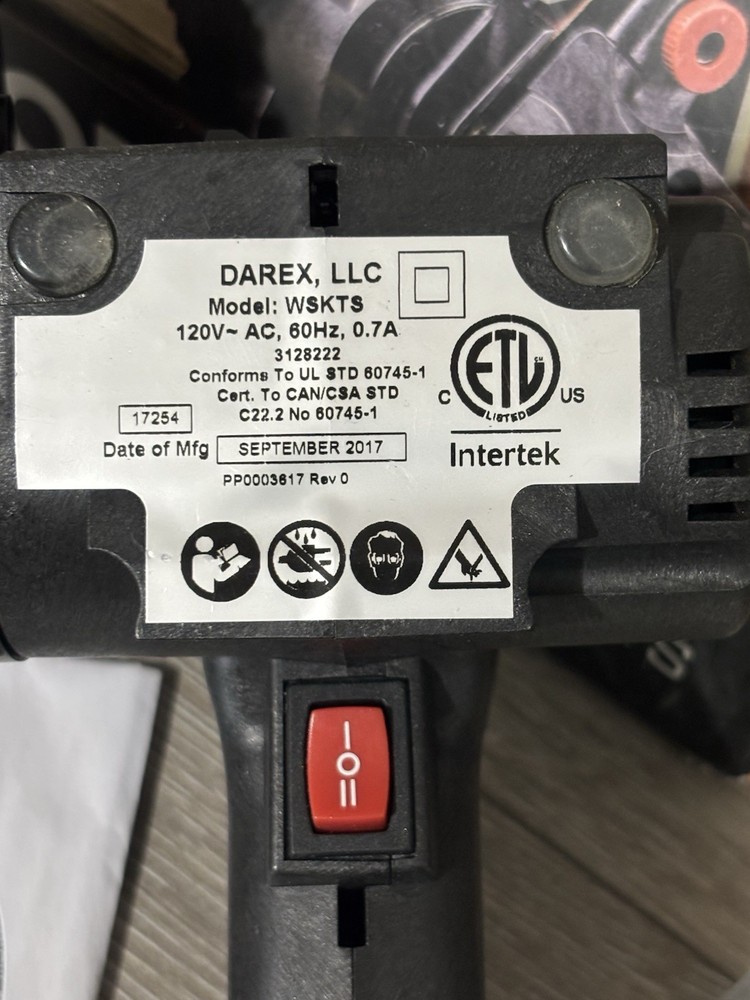 DAREX, LLC
Model: WSKTS
120V~ AC, 60Hz, 0.7A
3128222
Conforms To UL STD 60745-1
Cert. To CAN/CSA STD
C22.2 No 60745-1
17254
Date of Mfg SEPTEMBER 2017
PP0003617 Rev 0
ETL
CM
LISTED
C US
Intertek
I
O
II